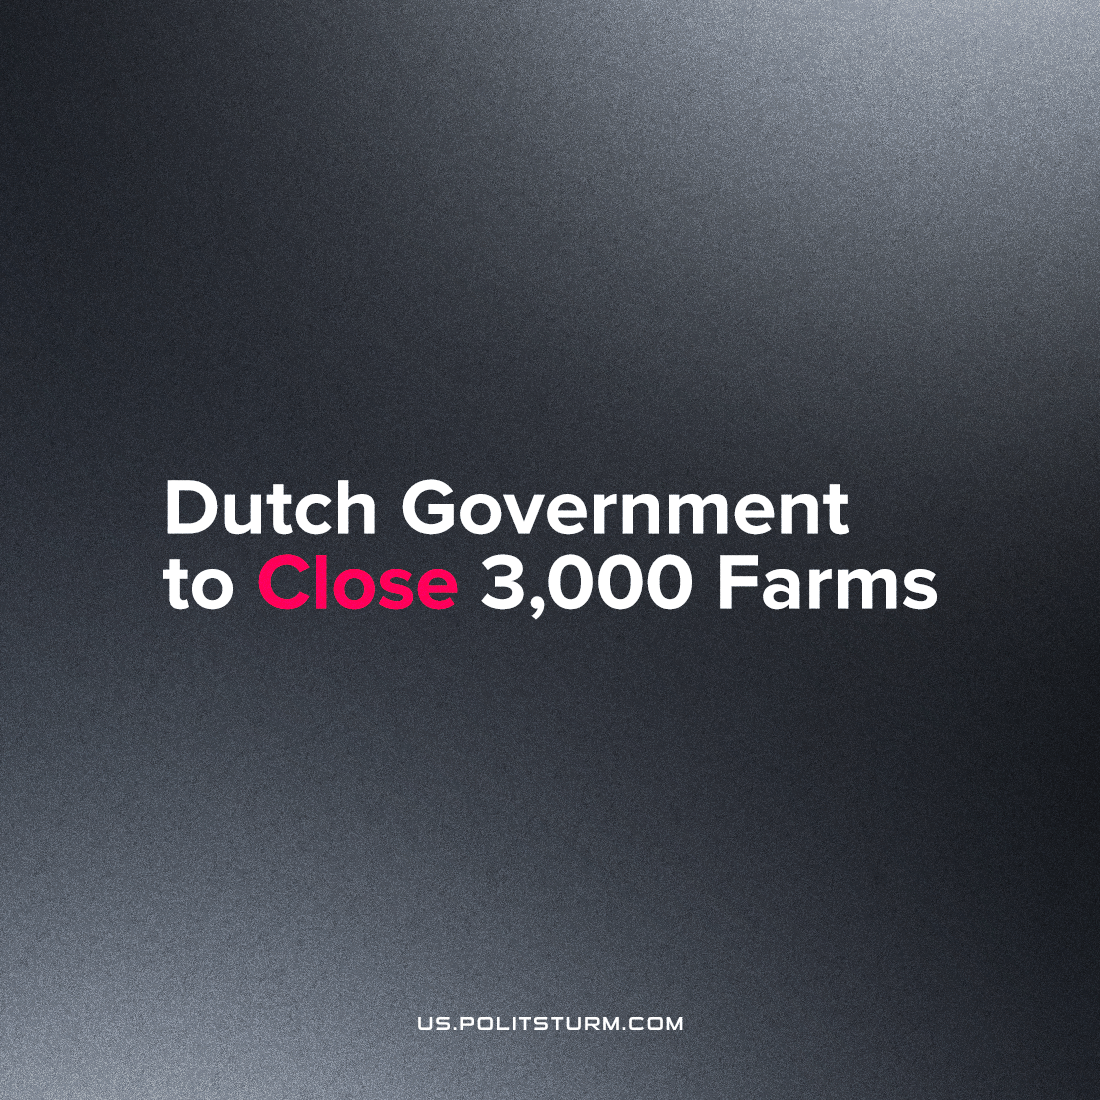 Dutch Government
to Close 3,000 Farms
US.POLITSTURM.COM